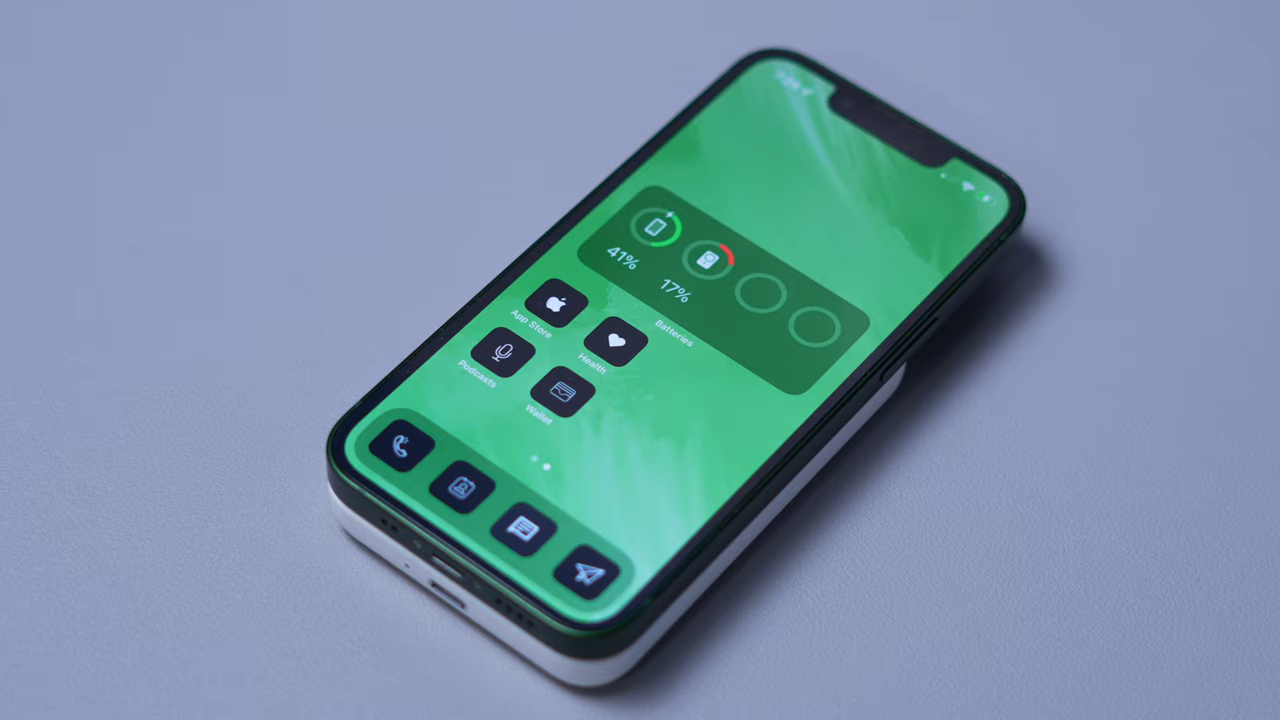 41%
17%
Batteries
App Store
Health
Podcasts
Wallet